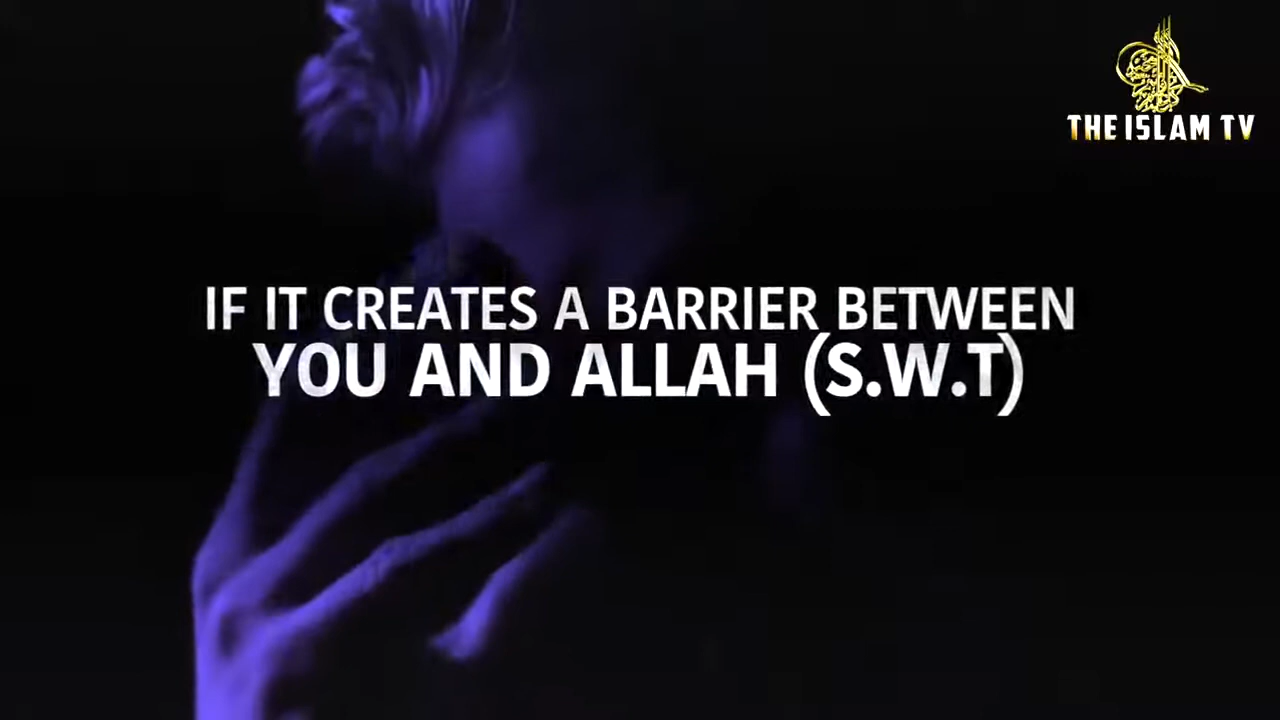 THE ISLAM TV
IF IT CREATES A BARRIER BETWEEN
YOU AND ALLAH (S.W.T)